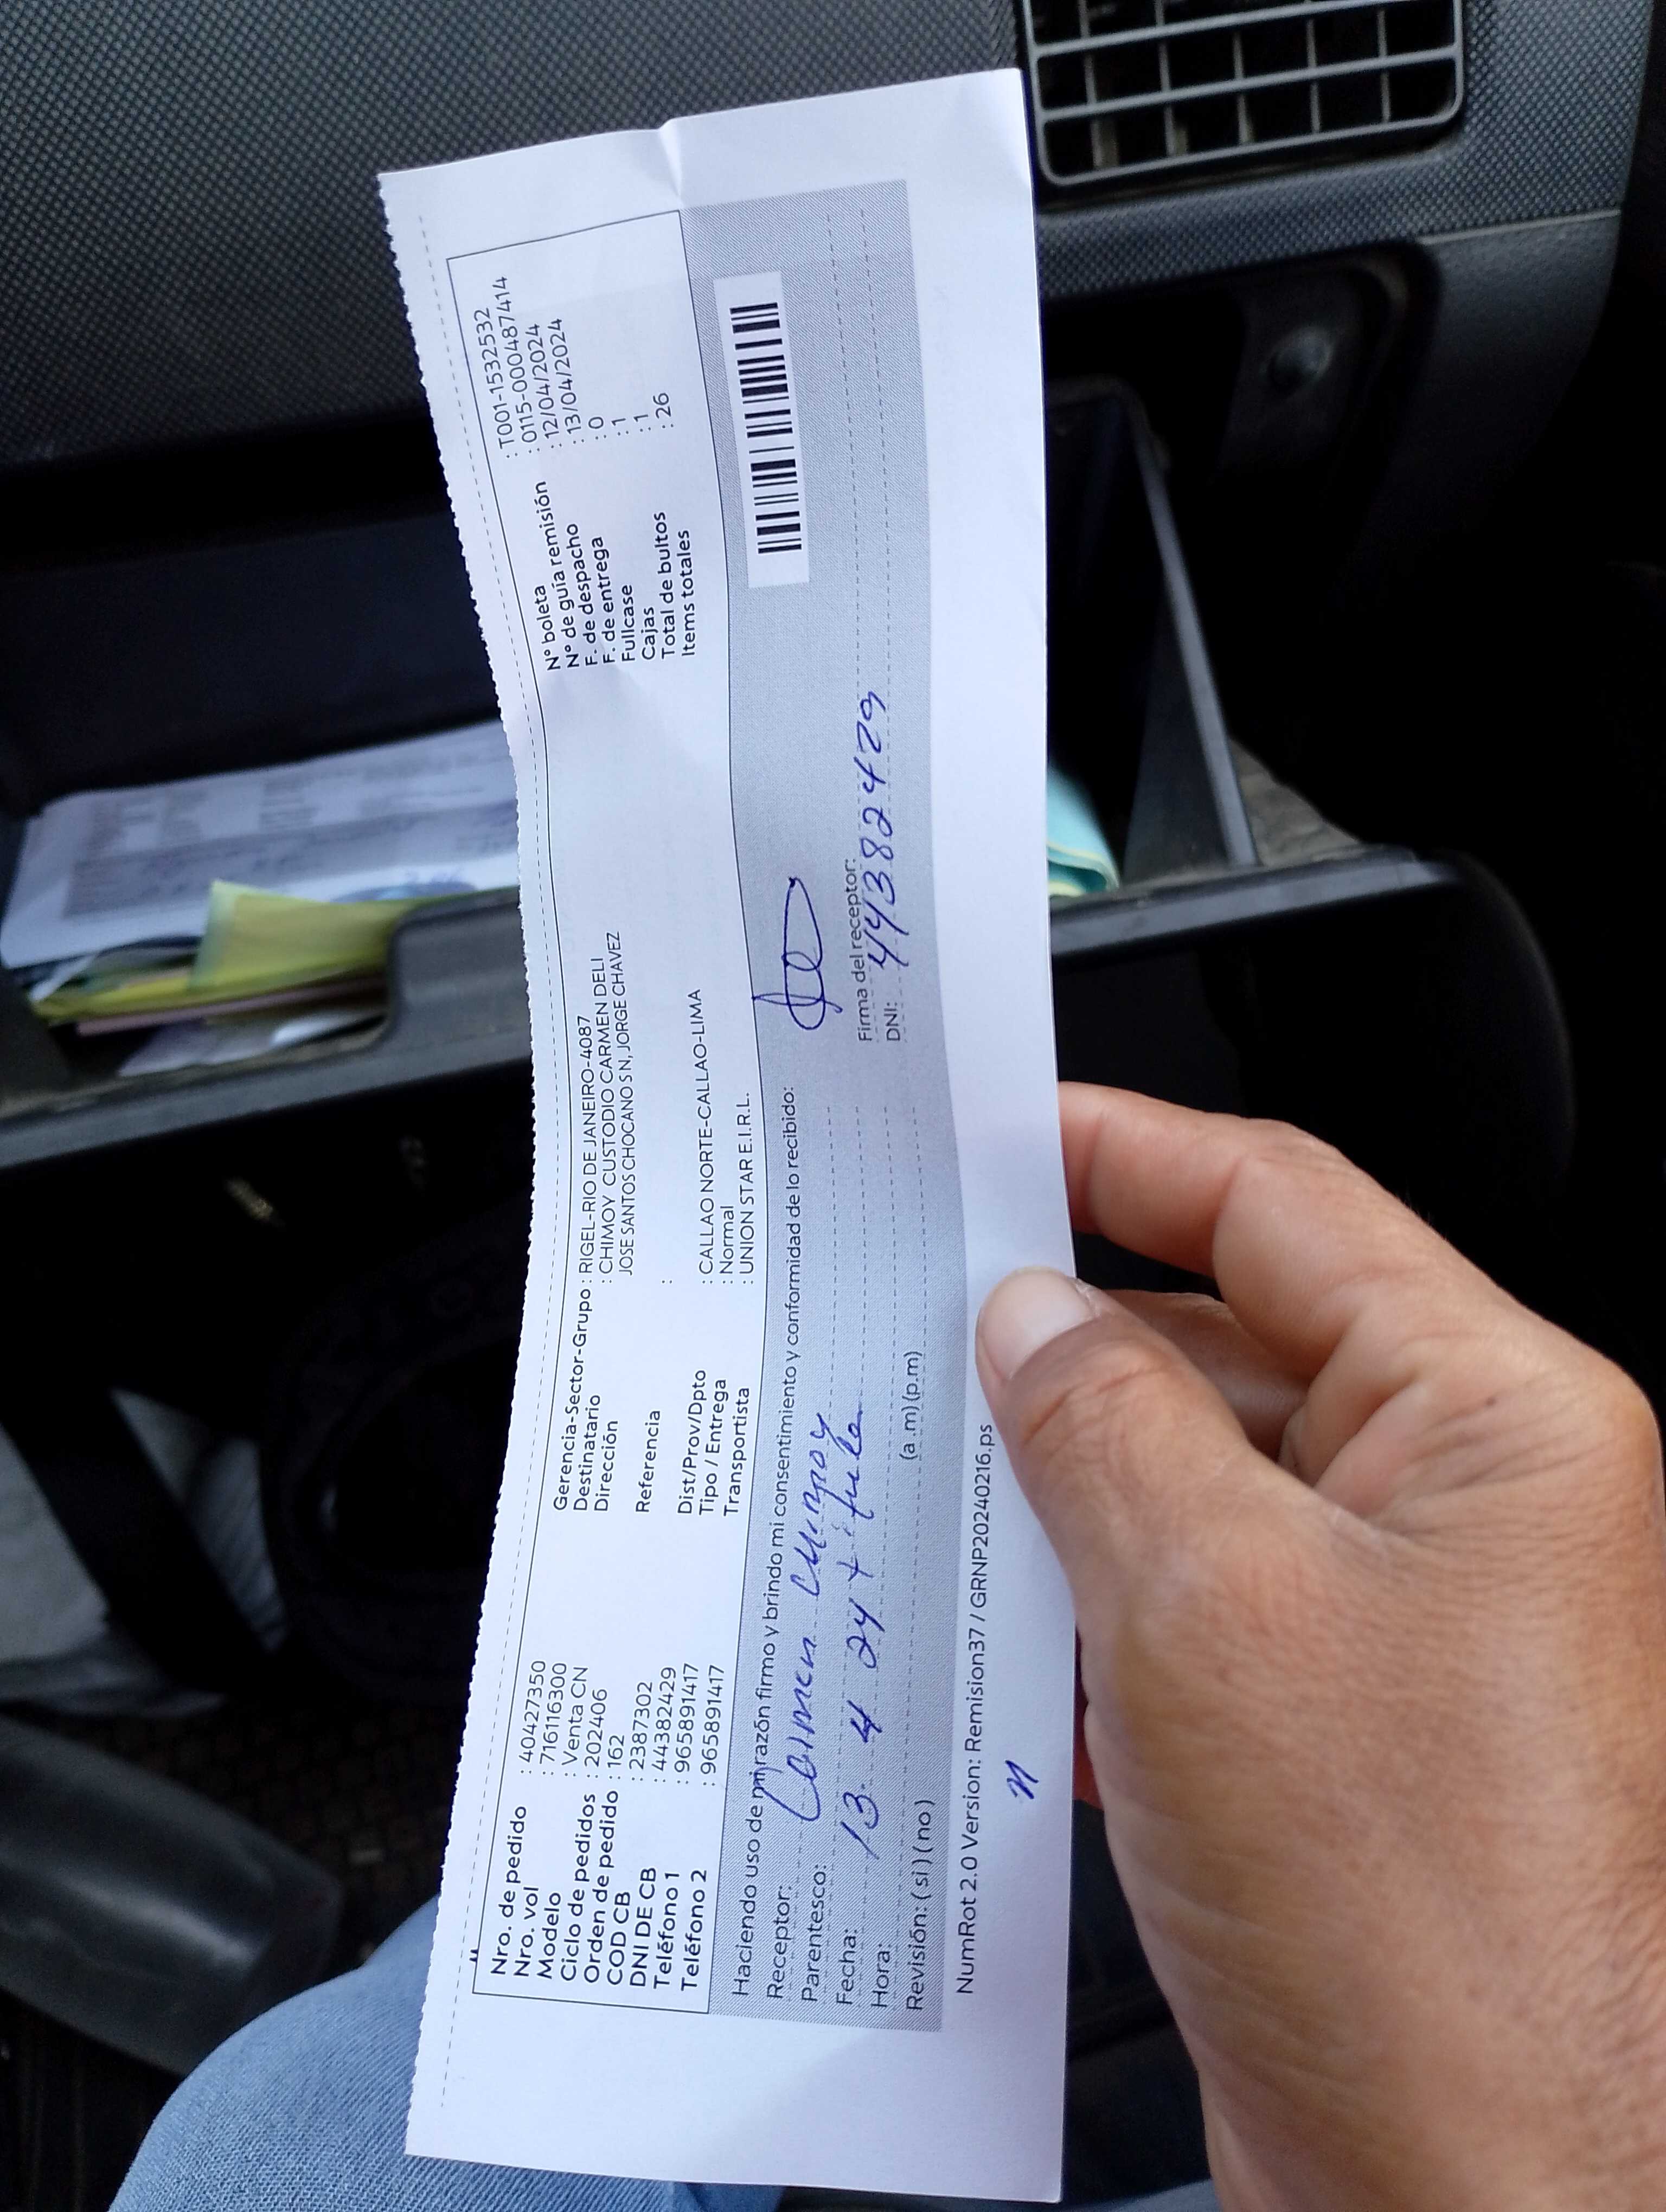 Nro. de pedido : 40427350
Nro. vol : 716116300
Modelo : Venta CN
Ciclo de pedidos : 202406
Orden de pedido : 162
COD CB : 2387302
DNI DE CB : 44382429
Teléfono 1 : 965891417
Teléfono 2 : 965891417
Gerencia-Sector-Grupo : RIGEL-RIO DE JANEIRO-4087
Destinatario : CHIMOY CUSTODIO CARMEN DELI
Dirección JOSE SANTOS CHOCANO SN, JORGE CHAVEZ
Referencia :
Dist/Prov/Dpto : CALLAO NORTE-CALLAO-LIMA
Tipo / Entrega : Normal
Transportista : UNION STAR E.I.R.L.
N° boleta : T001-1532532
N° de guía remisión : 0115-000487414
F. de despacho : 12/04/2024
F. de entrega : 13/04/2024
Fullcase : 0
Cajas : 1
Total de bultos : 1
Items totales : 26
Haciendo uso de mi razón firmo y brindo mi consentimiento y conformidad de lo recibido:
Receptor: Carmen Chimoy
Parentesco:
Fecha: 13 4 24
Hora: (a.m) (p.m)
Revisión: ( si ) ( no )
Firma del receptor:
DNI: 44382429
NumRot 2.0 Version: Remision37 / GRNP20240216.ps